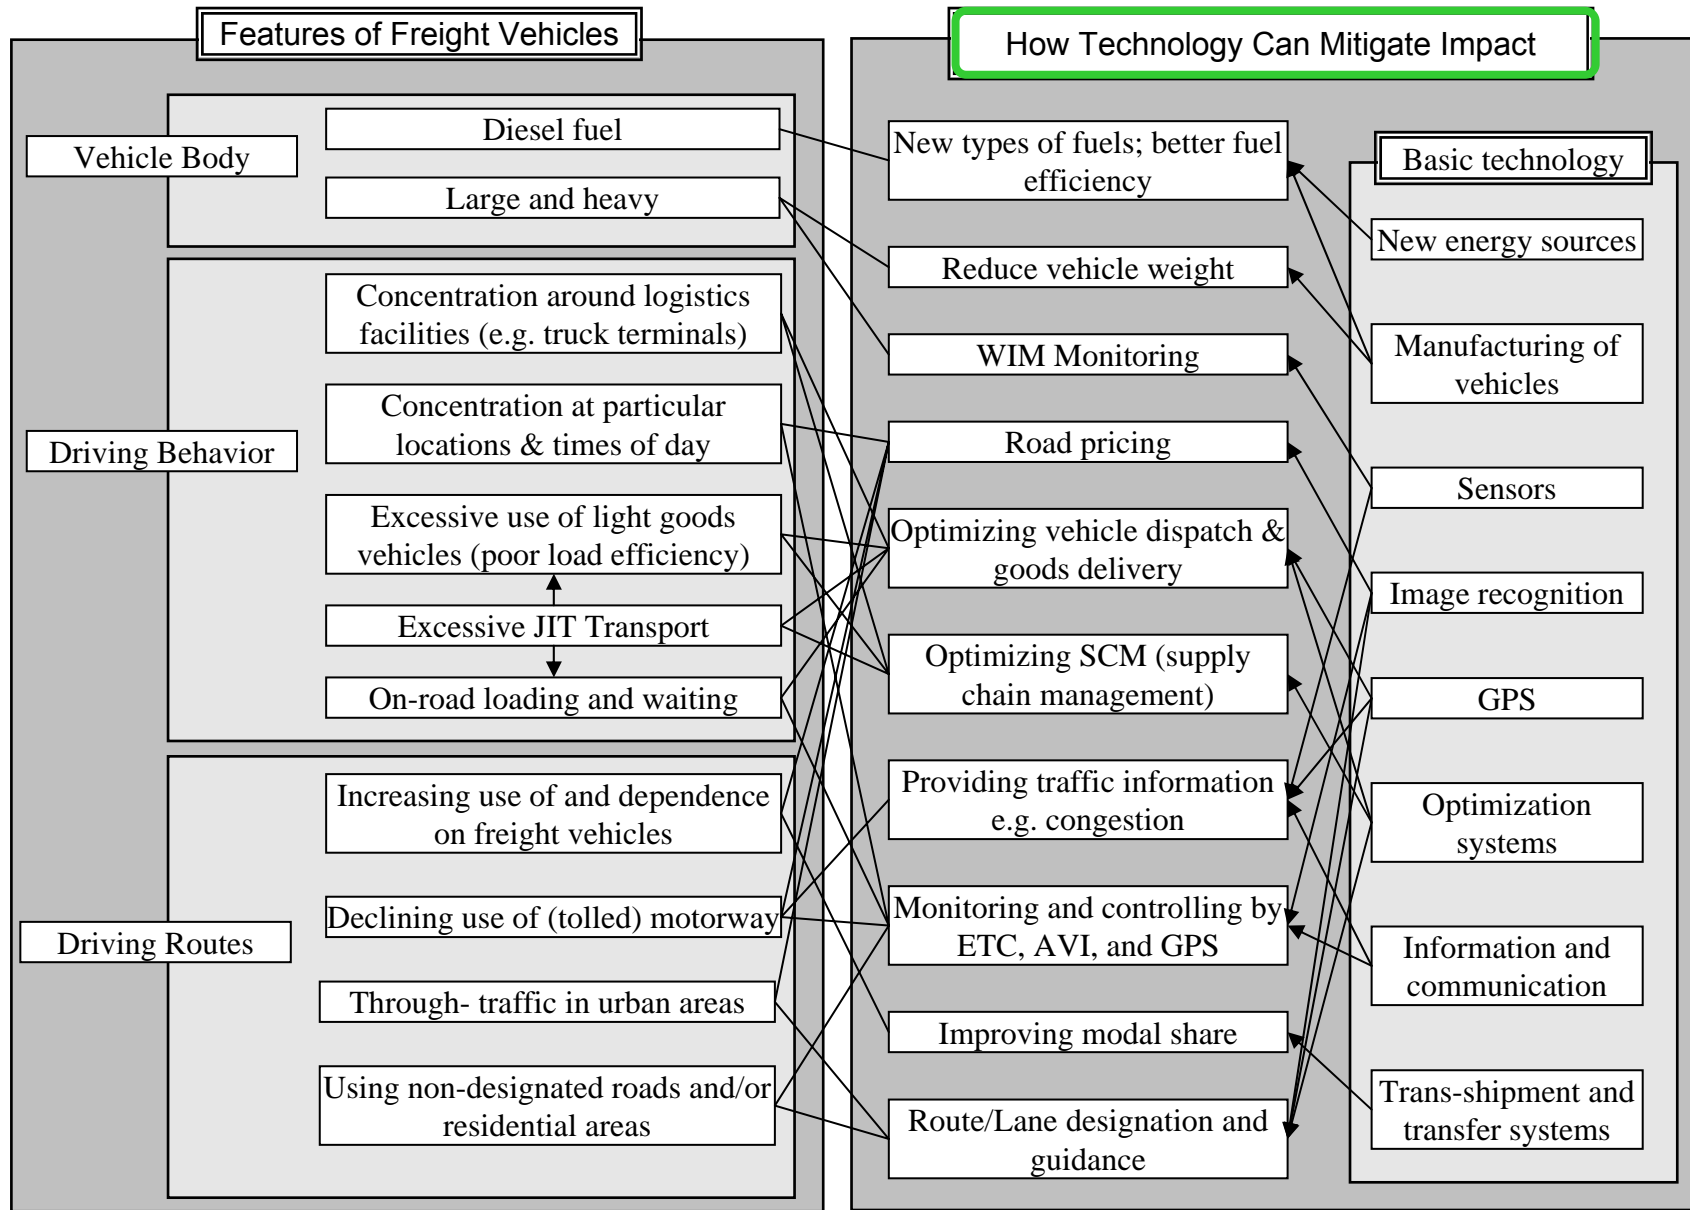 Features of Freight Vehicles
Vehicle Body
Diesel fuel
Large and heavy
Driving Behavior
Concentration around logistics
facilities (e.g. truck terminals)
Concentration at particular
locations & times of day
Excessive use of light goods
vehicles (poor load efficiency)
Excessive JIT Transport
On-road loading and waiting
Driving Routes
Increasing use of and dependence
on freight vehicles
Declining use of (tolled) motorway
Through- traffic in urban areas
Using non-designated roads and/or
residential areas
How Technology Can Mitigate Impact
New types of fuels; better fuel
efficiency
Reduce vehicle weight
WIM Monitoring
Road pricing
Optimizing vehicle dispatch &
goods delivery
Optimizing SCM (supply
chain management)
Providing traffic information
e.g. congestion
Monitoring and controlling by
ETC, AVI, and GPS
Improving modal share
Route/Lane designation and
guidance
Basic technology
New energy sources
Manufacturing of
vehicles
Sensors
Image recognition
GPS
Optimization
systems
Information and
communication
Trans-shipment and
transfer systems